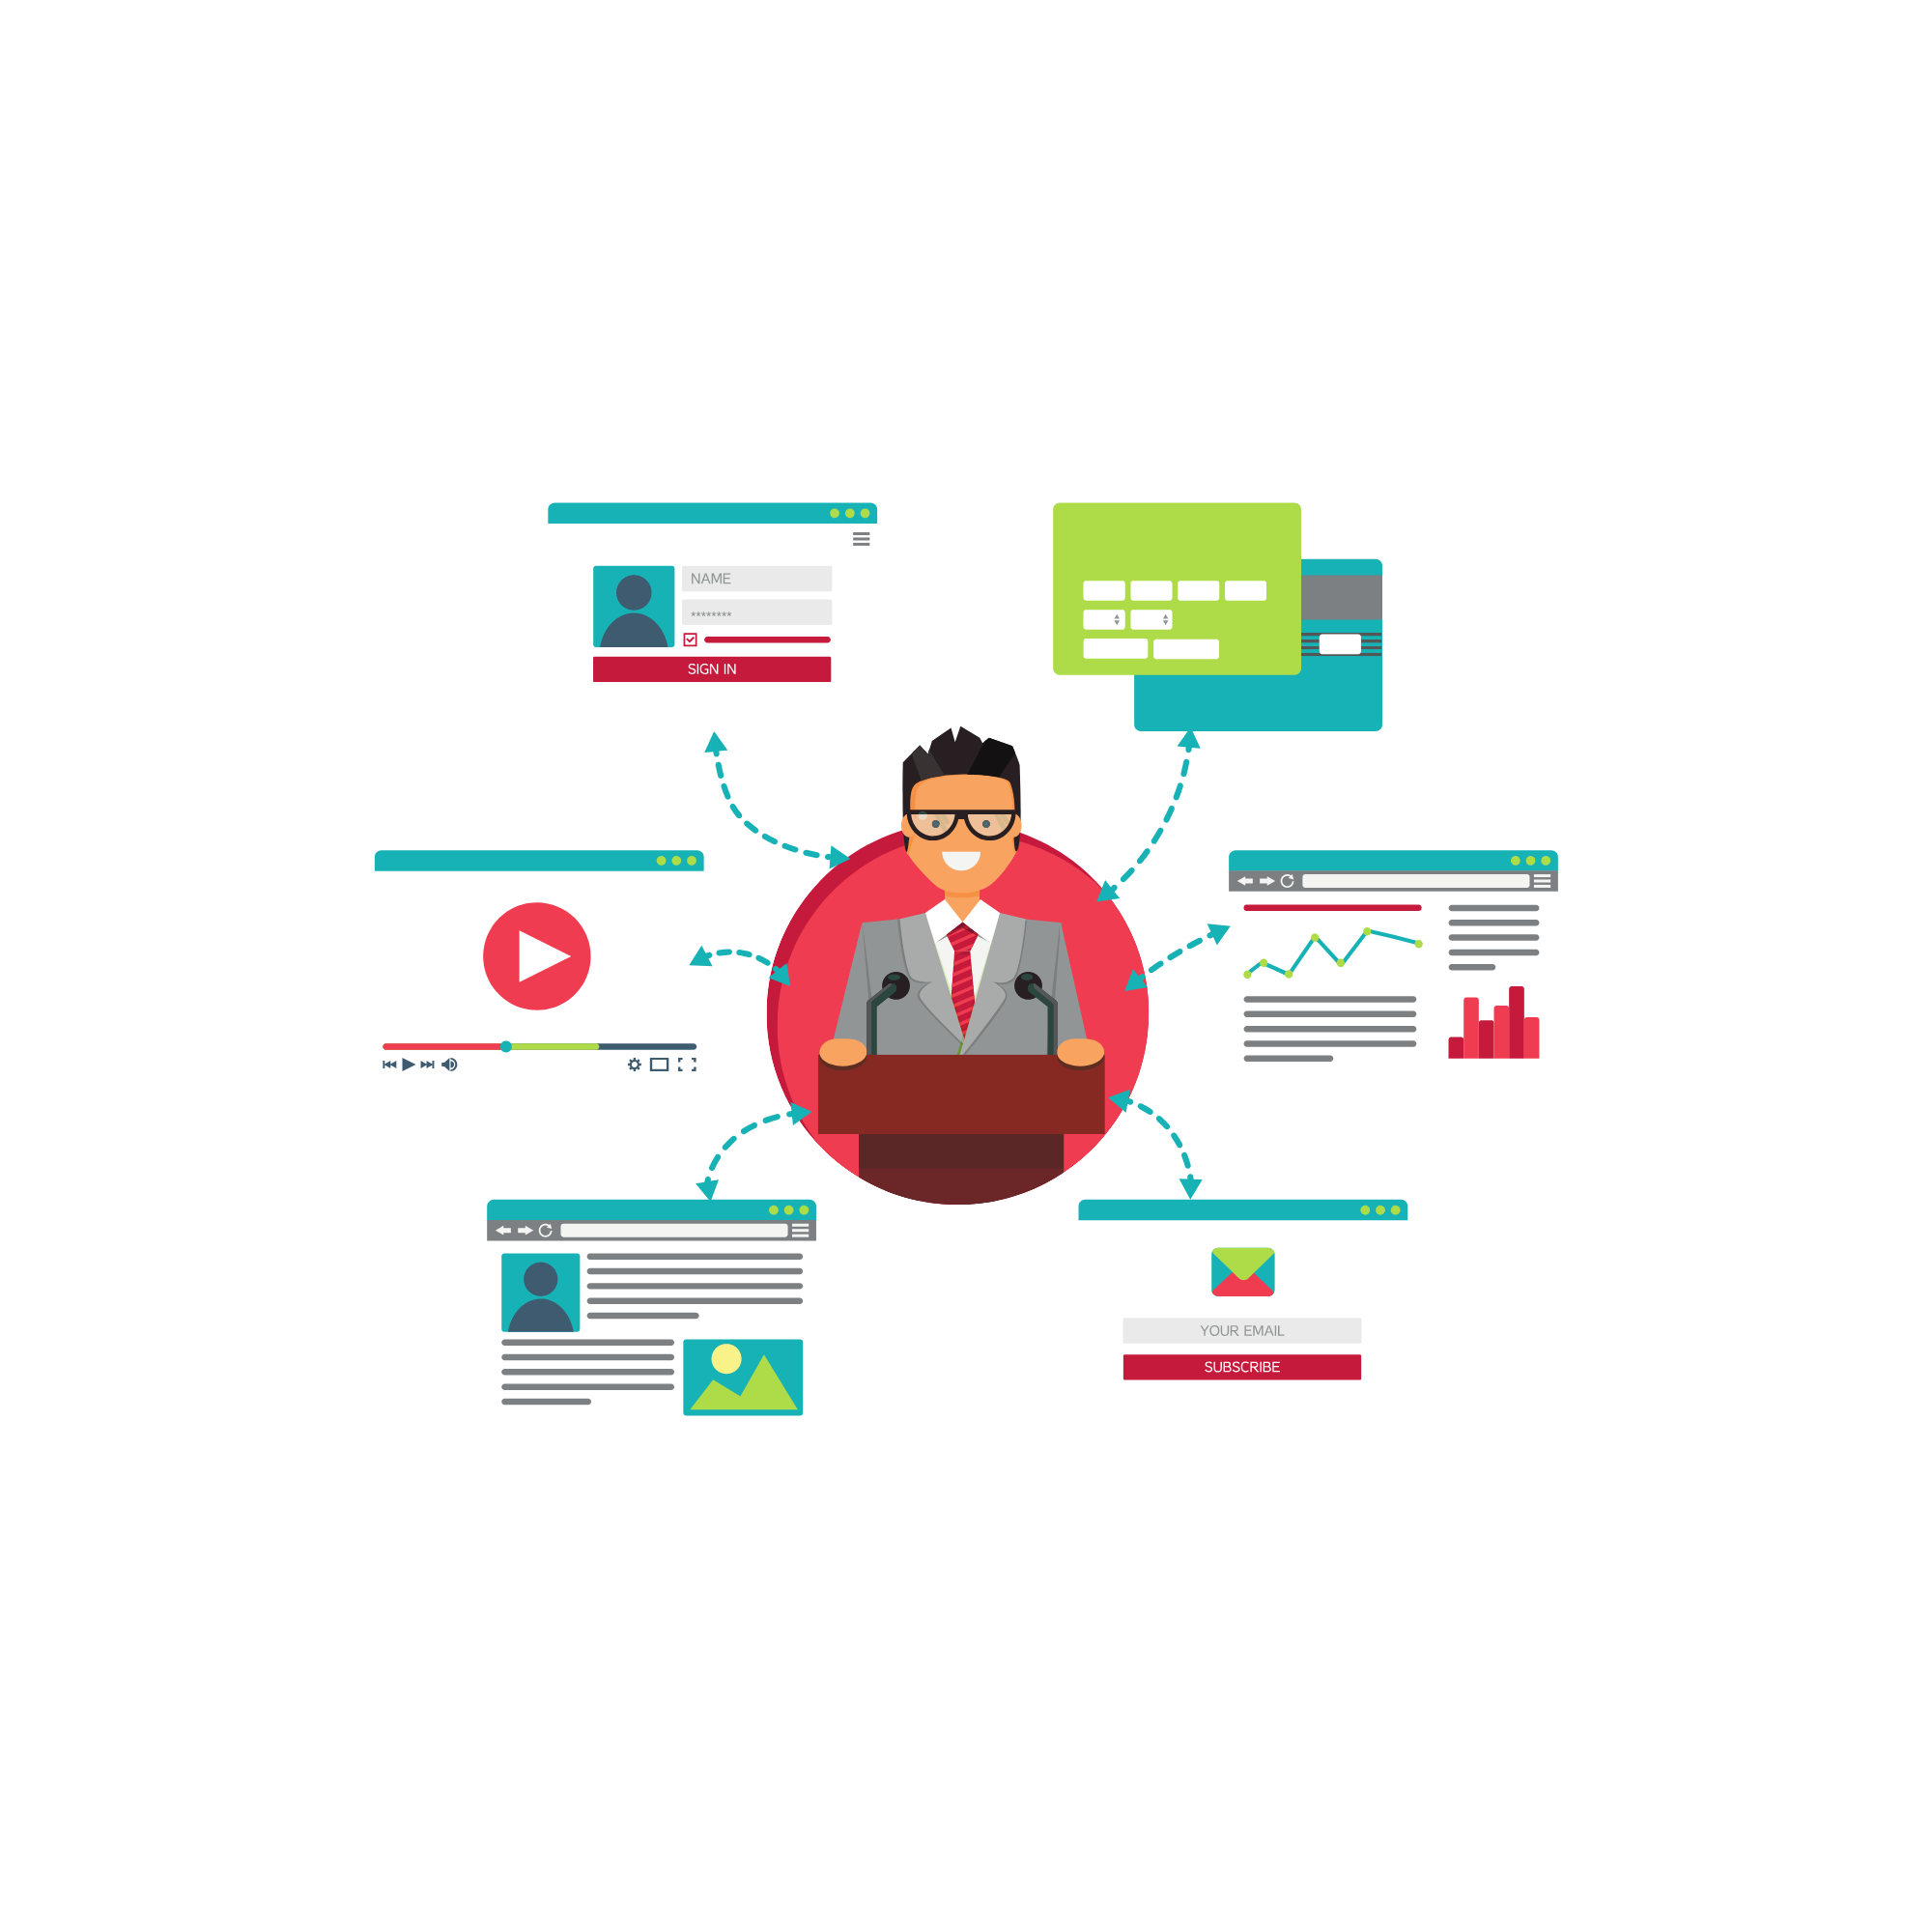 NAME
********
SIGN IN
YOUR EMAIL
SUBSCRIBE